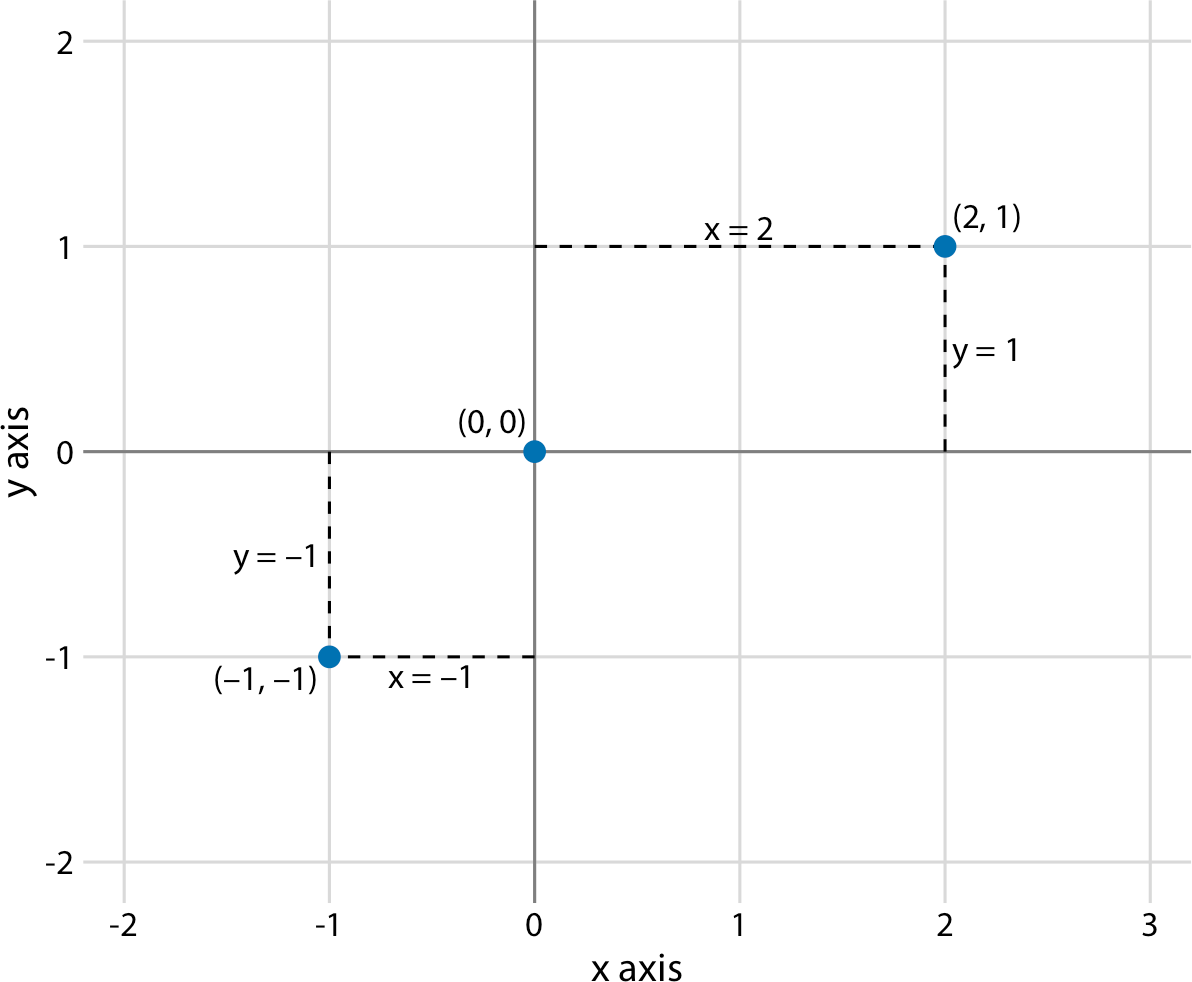 2
(2, 1)
x = 2
1
y = 1
(0, 0)
y axis
0
y = –1
-1
(–1, –1)
x = –1
-2
-2
-1
0
1
2
3
x axis